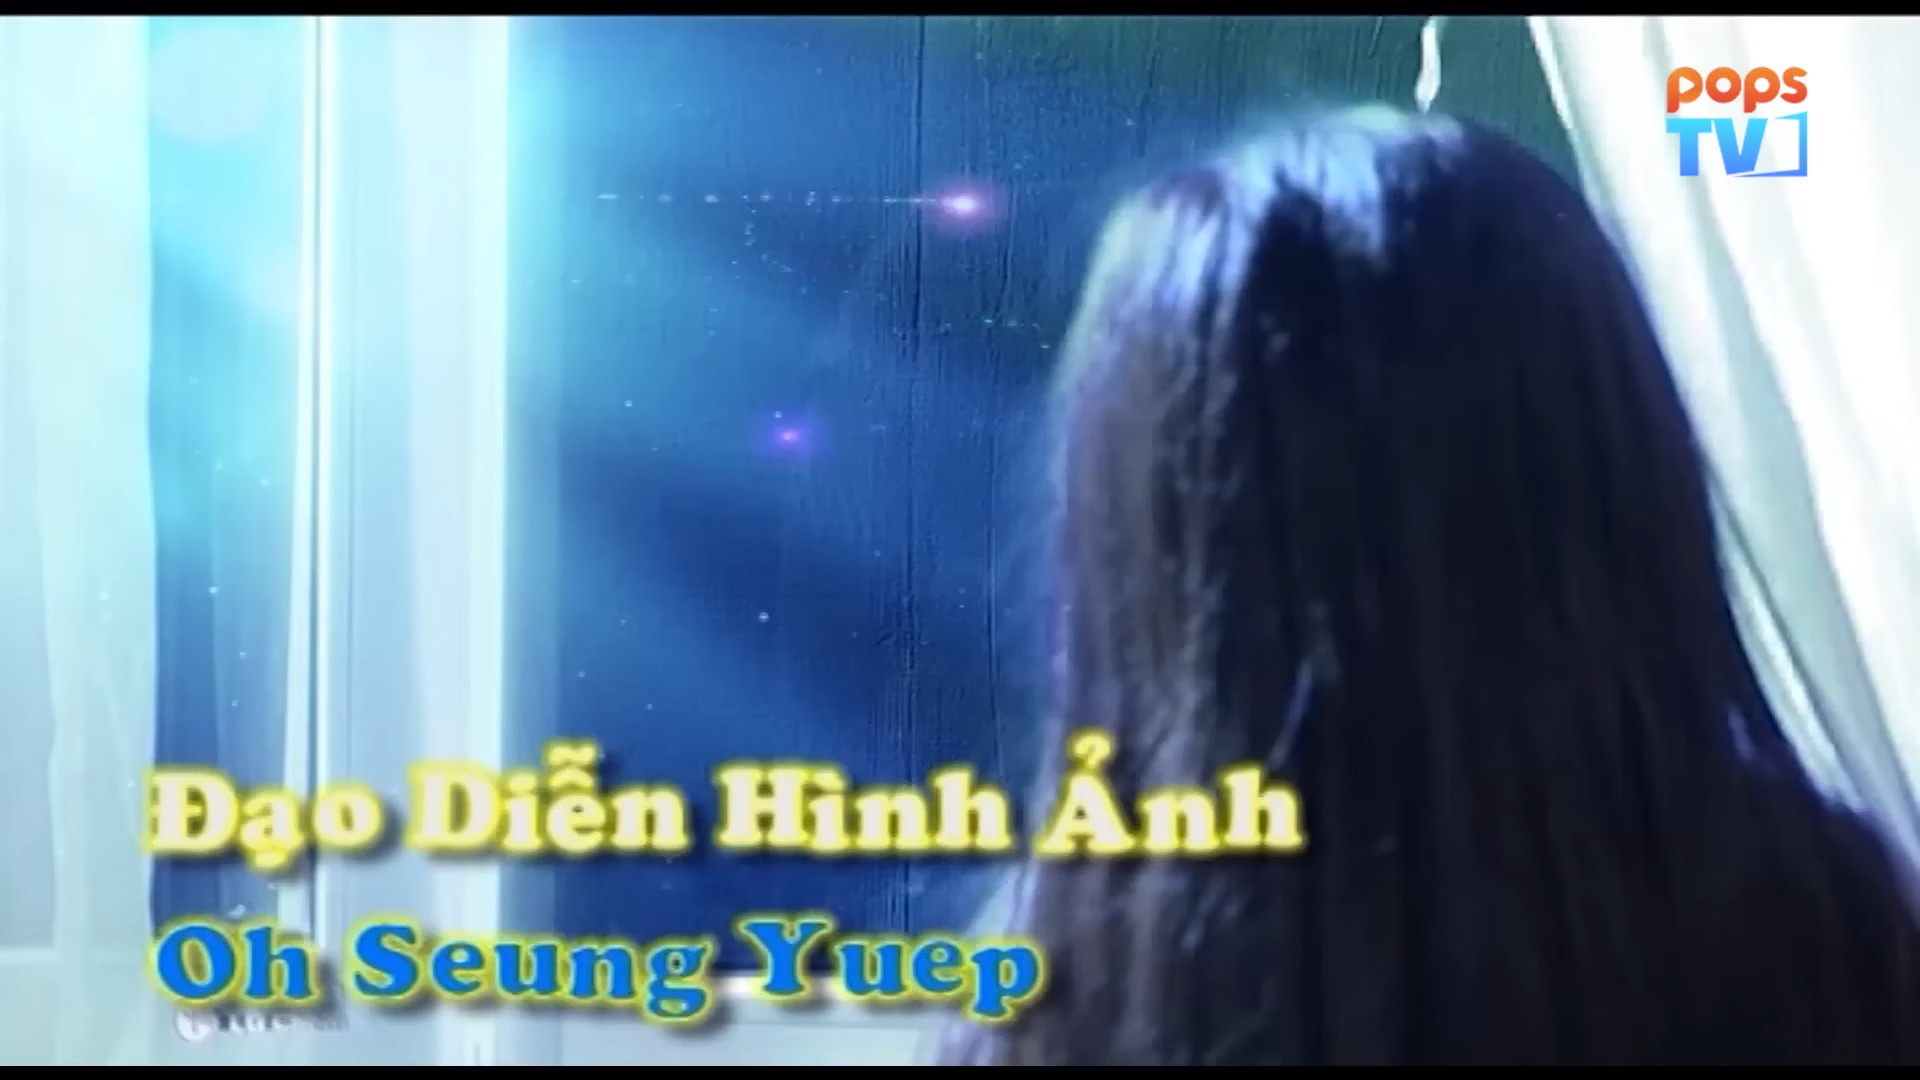 pops
TV
Đạo Diễn Hình Ảnh
Oh Seung Yuep